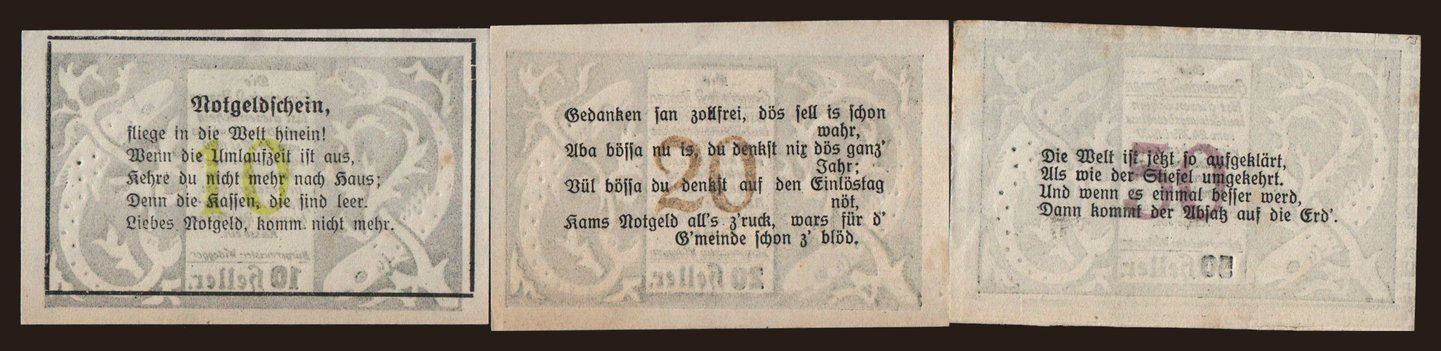 Notgeldschein,
fliege in die Welt hinein!
Wenn die Umlaufzeit ist aus,
Kehre du nicht mehr nach Haus;
Denn die Kassen, die sind leer.
Liebes Notgeld, komm nicht mehr.
10
Bürgermeister
10 Heller.
Gedanken san zollfrei, dös sell is schon
wahr,
Aba bössa nu is, du denkst nix dös ganz'
Jahr;
Vül bössa du denkst auf den Einlöstag
nöt,
Kams Notgeld all's z'ruck, wars für d'
G'meinde schon z' blöd.
20
20 Heller.
Die Welt ist jetzt so aufgeklärt,
Als wie der Stiefel umgekehrt.
Und wenn es einmal besser werd,
Dann kommt der Absatz auf die Erd'.
50
50 Heller.